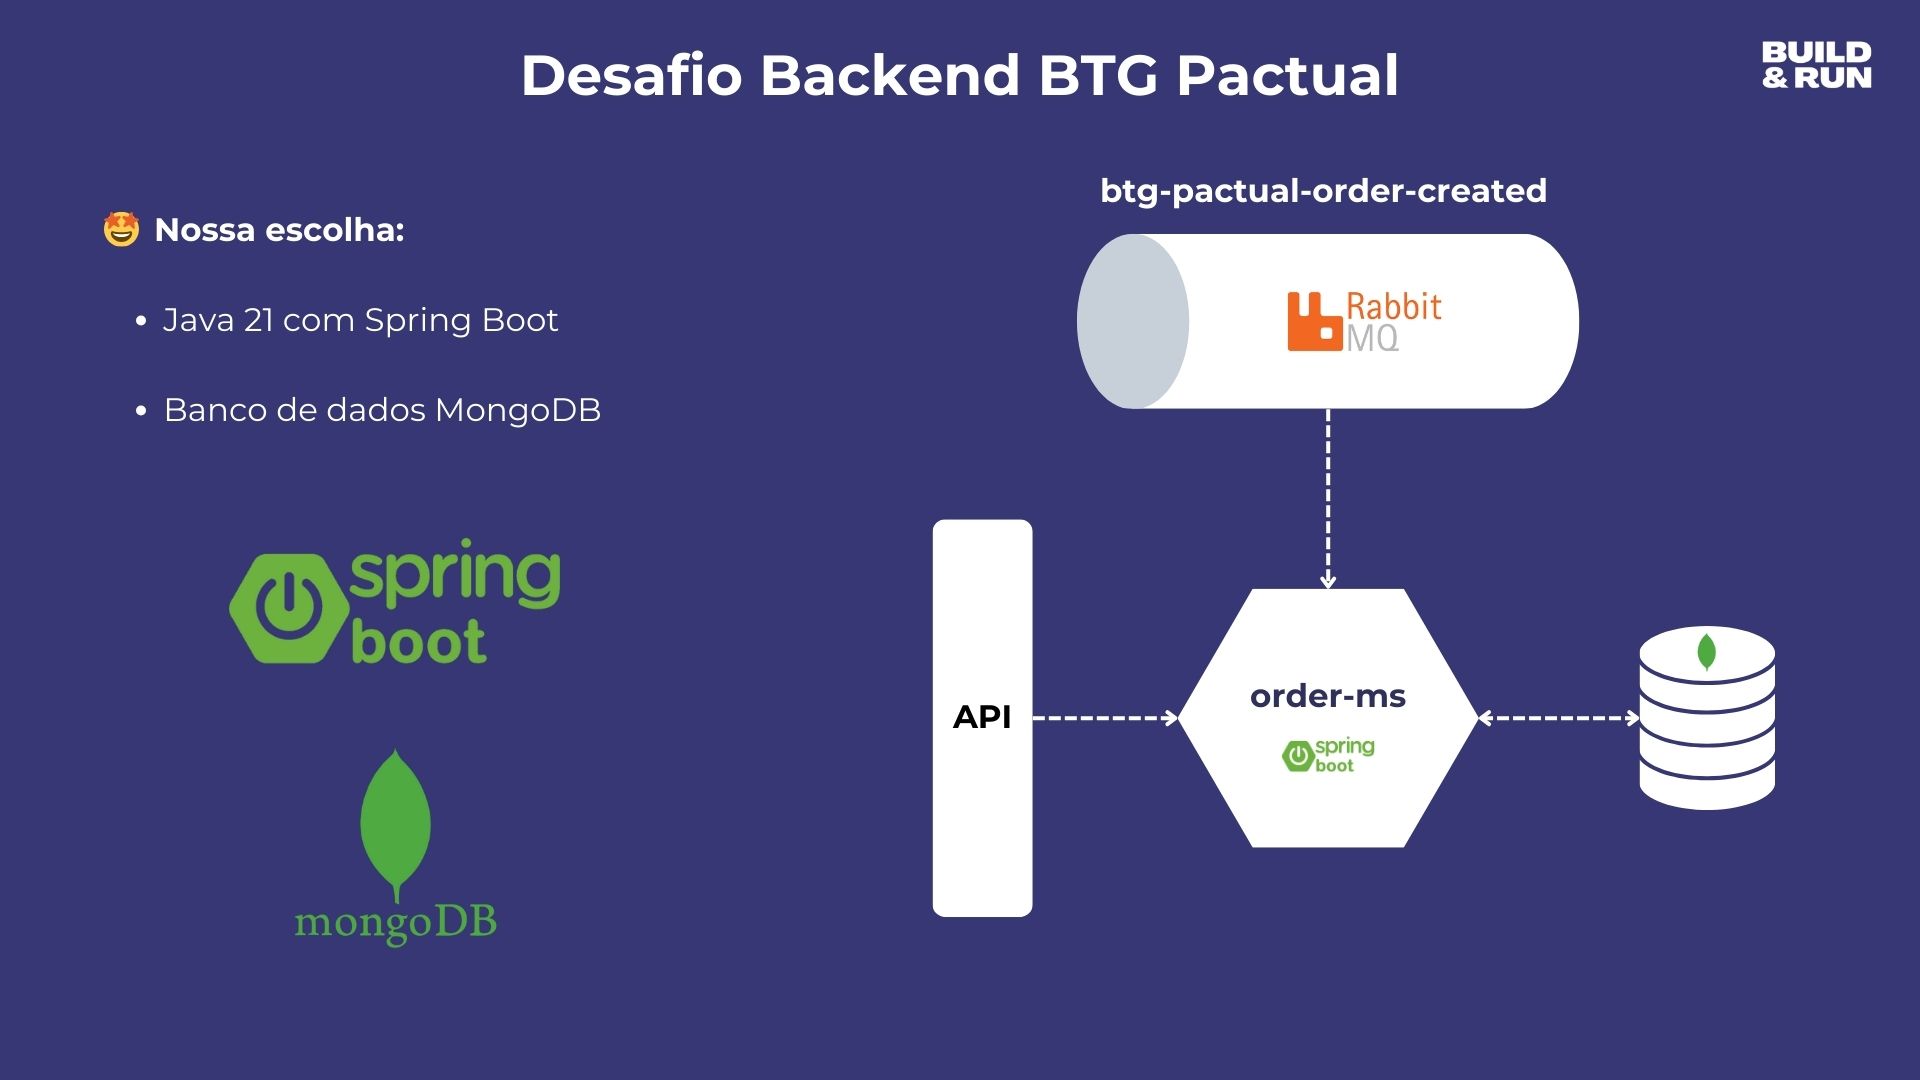 Desafio Backend BTG Pactual
BUILD
& RUN
Nossa escolha:
Java 21 com Spring Boot
Banco de dados MongoDB
spring
boot
mongoDB
btg-pactual-order-created
Rabbit
MQ
API
order-ms
spring
boot